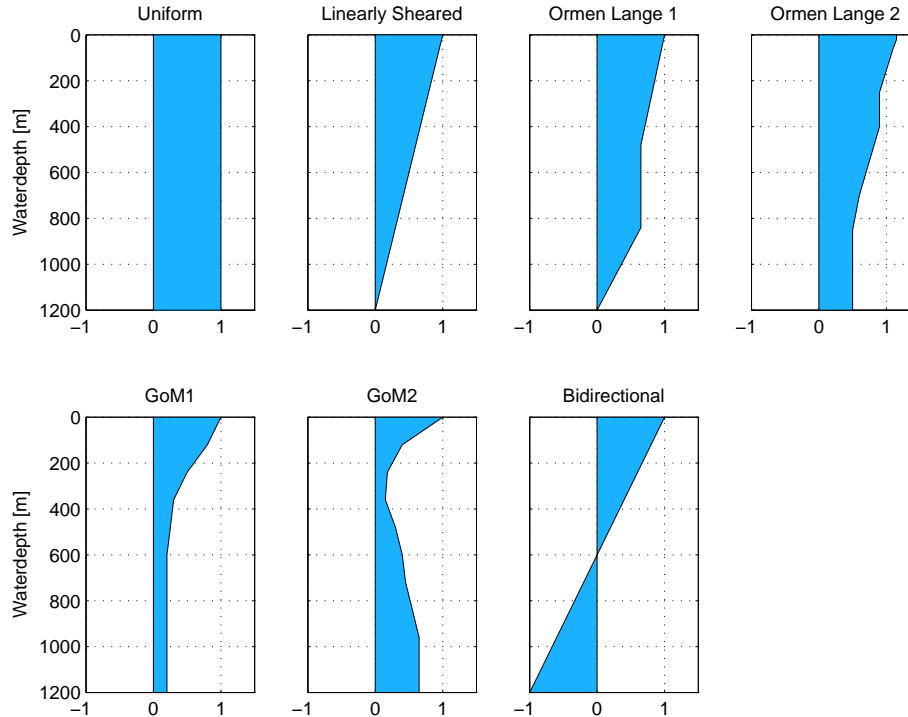 Uniform
Linearly Sheared
Ormen Lange 1
Ormen Lange 2
0
200
400
600
800
1000
1200
Waterdepth [m]
−1 0 1
−1 0 1
−1 0 1
−1 0 1
GoM1
GoM2
Bidirectional
0
200
400
600
800
1000
1200
Waterdepth [m]
−1 0 1
−1 0 1
−1 0 1